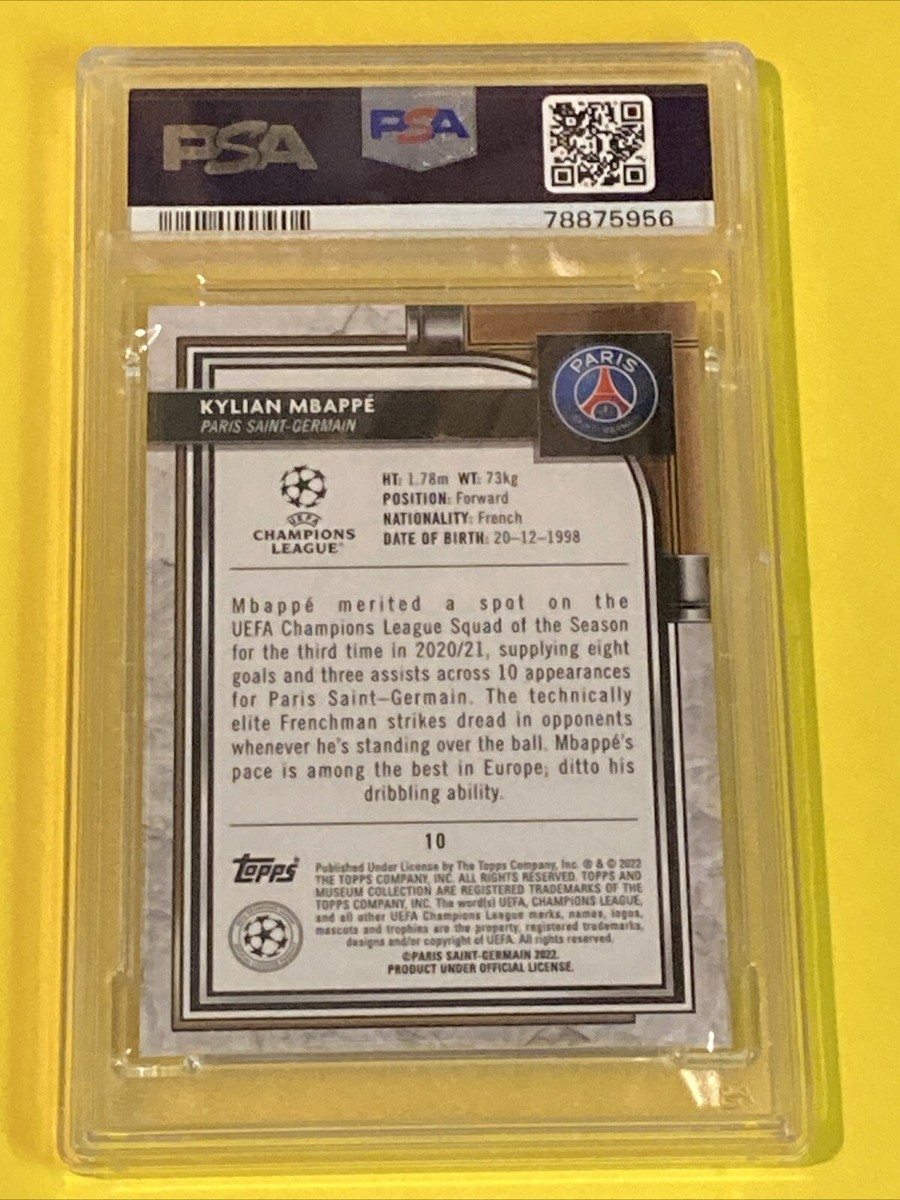 PSA
PSA
78875956
PARIS
KYLIAN MBAPPÉ
PARIS SAINT-GERMAIN
UEFA
CHAMPIONS
LEAGUE
HT: 1.78m WT: 73kg
POSITION: Forward
NATIONALITY: French
DATE OF BIRTH: 20-12-1998
Mbappé merited a spot on the
UEFA Champions League Squad of the Season
for the third time in 2020/21, supplying eight
goals and three assists across 10 appearances
for Paris Saint-Germain. The technically
elite Frenchman strikes dread in opponents
whenever he's standing over the ball. Mbappé's
pace is among the best in Europe; ditto his
dribbling ability.
10
Topps
Published Under License by The Topps Company, Inc. ® & © 2022
THE TOPPS COMPANY, INC. ALL RIGHTS RESERVED. TOPPS AND
MUSEUM COLLECTION ARE REGISTERED TRADEMARKS OF THE
TOPPS COMPANY, INC. The word(s) UEFA, CHAMPIONS LEAGUE,
and all other UEFA Champions League marks, names, logos,
mascots and trophies are the property, registered trademarks,
designs and/or copyright of UEFA. All rights reserved.
©PARIS SAINT-GERMAIN 2022.
PRODUCT UNDER OFFICIAL LICENSE.